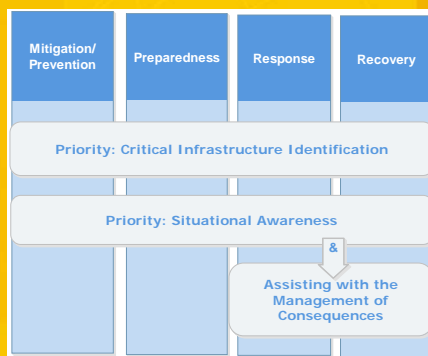 Mitigation/
Prevention
Preparedness
Response
Recovery
Priority: Critical Infrastructure Identification
Priority: Situational Awareness
&
Assisting with the
Management of
Consequences